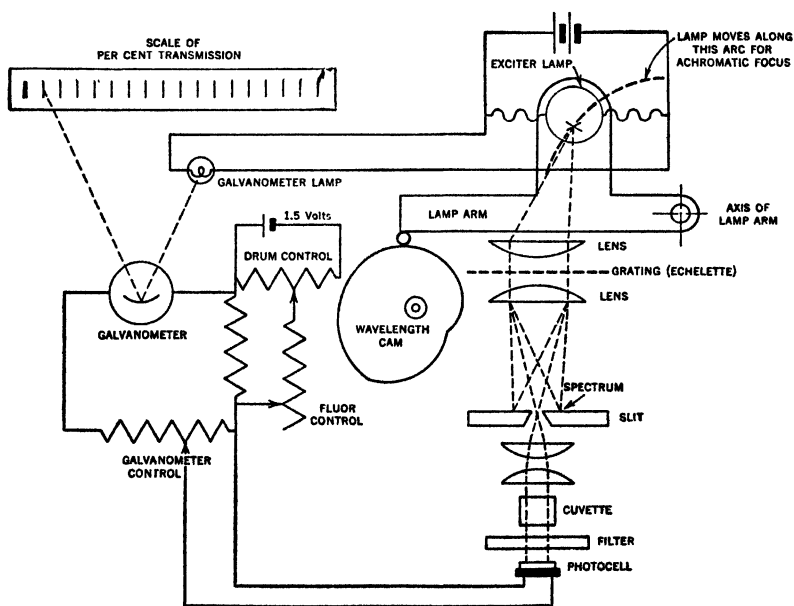 SCALE OF
PER CENT TRANSMISSION
EXCITER LAMP
LAMP MOVES ALONG
THIS ARC FOR
ACHROMATIC FOCUS
GALVANOMETER LAMP
LAMP ARM
AXIS OF
LAMP ARM
1.5 Volts
DRUM CONTROL
LENS
GRATING (ECHELETTE)
LENS
GALVANOMETER
WAVELENGTH
CAM
SPECTRUM
FLUOR
CONTROL
SLIT
GALVANOMETER
CONTROL
CUVETTE
FILTER
PHOTOCELL